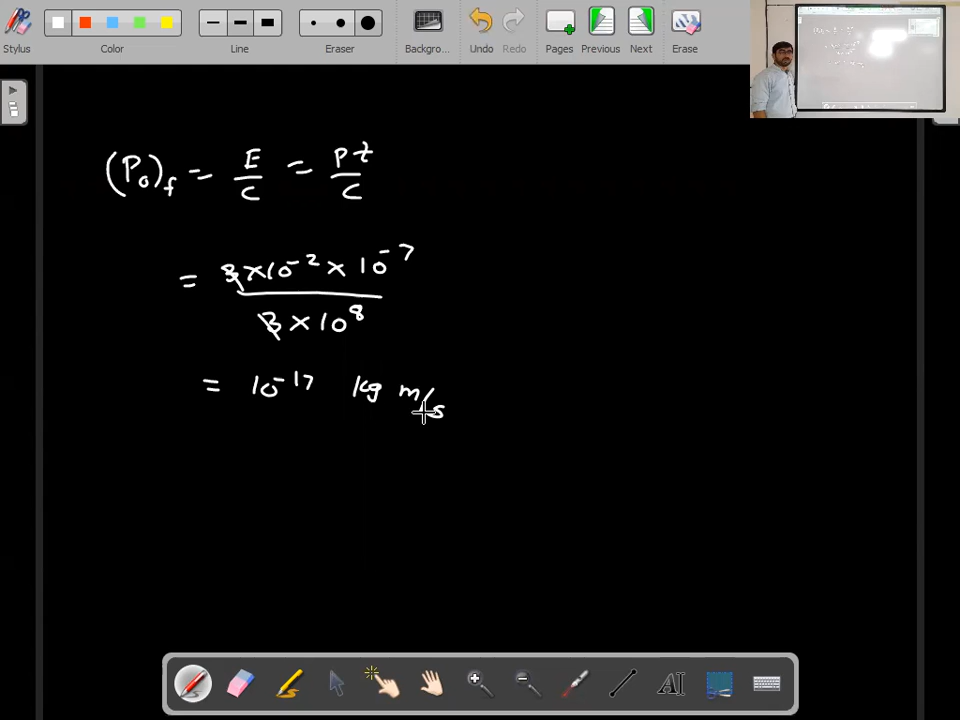 Stylus Color Line Eraser Backgro... Undo Redo Pages Previous Next Erase
(P₀)f = E/C = Pt/C
= 3×10⁻² × 10⁻⁷ / 3 × 10⁸
= 10⁻¹⁷ kg m/s